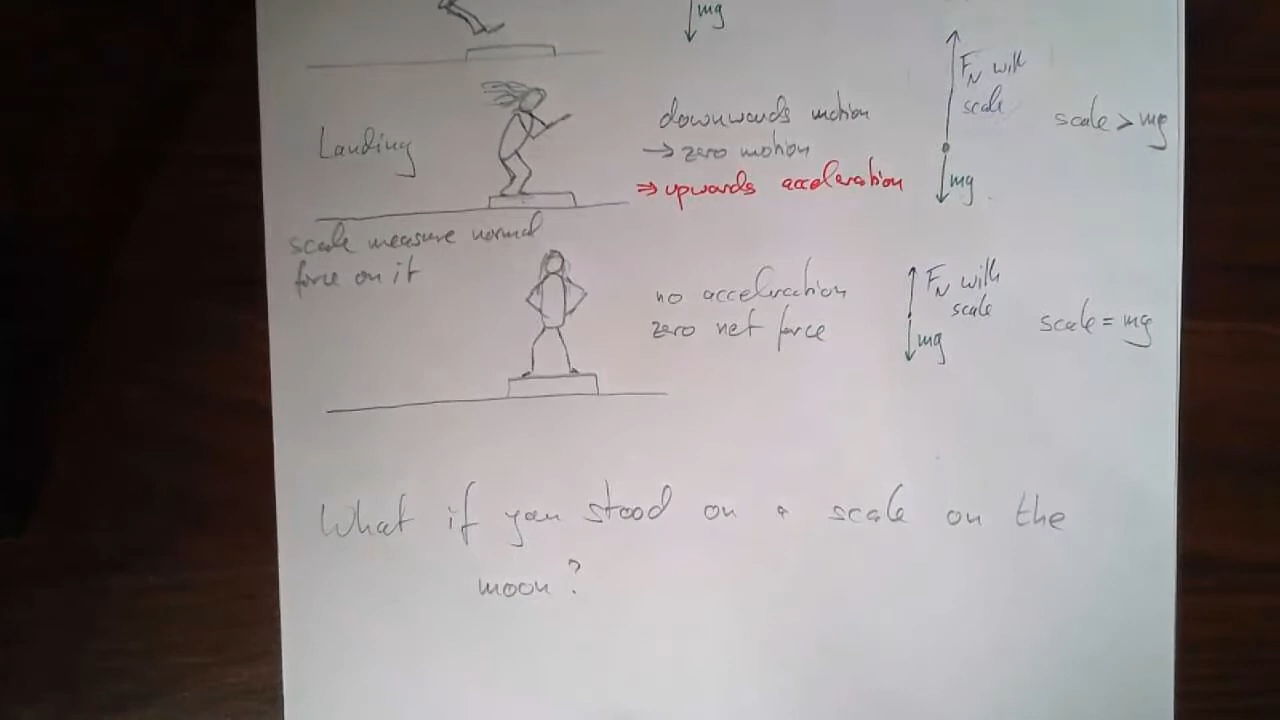 mg
F_N with
scale
scale > mg
Landing
downwards motion
→ zero motion
⇒ upwards acceleration
mg
scale measure normal
force on it
no acceleration
zero net force
F_N with
scale
scale = mg
mg
What if you stood on a scale on the
moon?